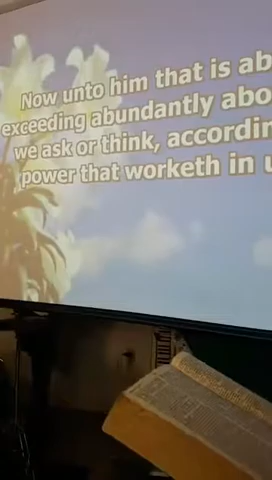 Now unto him that is ab
exceeding abundantly abo
we ask or think, accordin
power that worketh in u